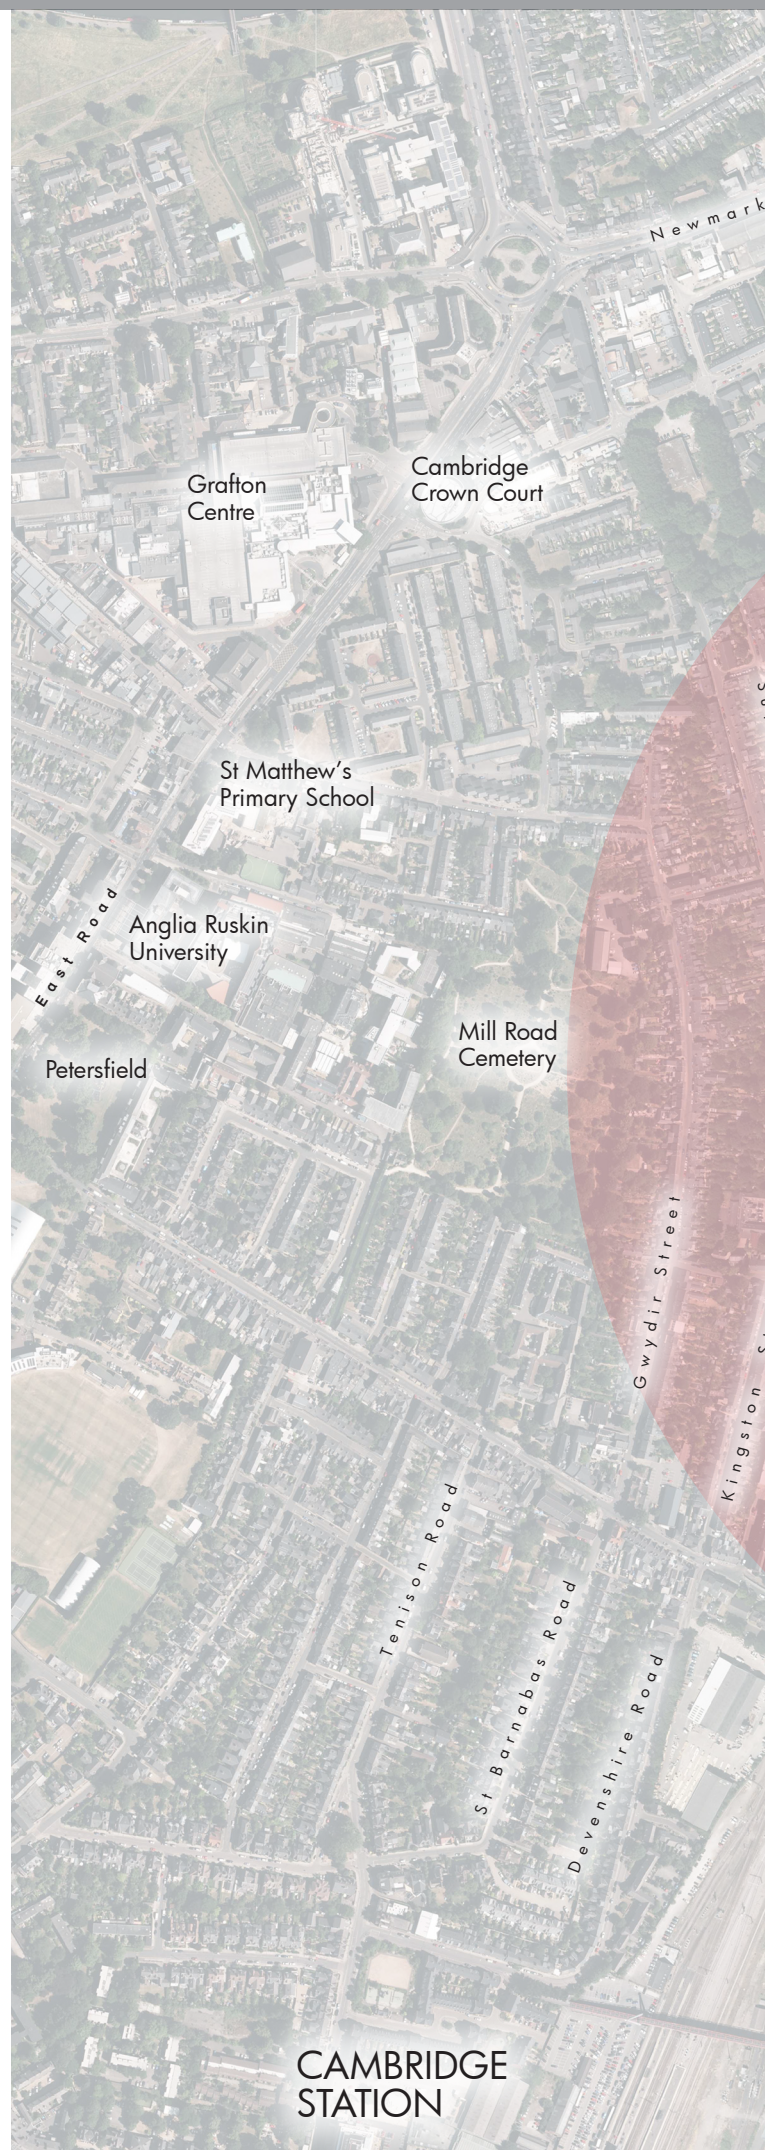 Newmark
Grafton
Centre
Cambridge
Crown Court
St Matthew's
Primary School
East Road
Anglia Ruskin
University
Mill Road
Cemetery
Petersfield
Gwydir Street
Kingston
Tenison Road
St Barnabas Road
Devenshire Road
CAMBRIDGE
STATION